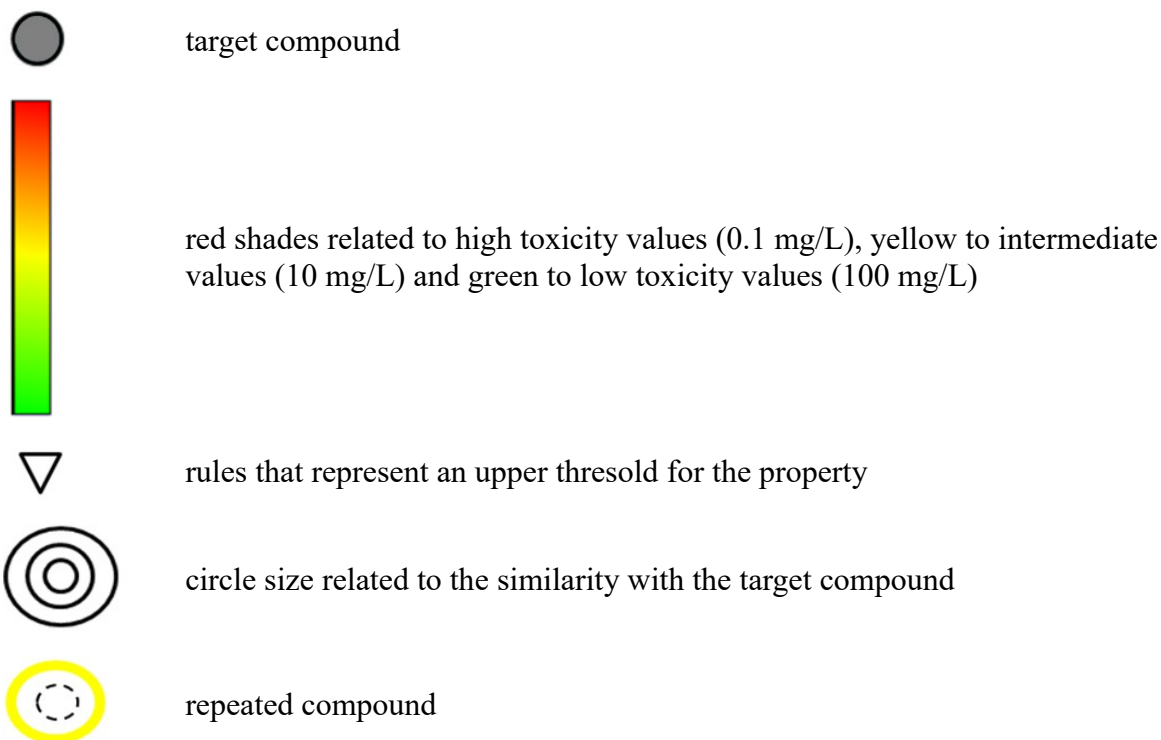 target compound
red shades related to high toxicity values (0.1 mg/L), yellow to intermediate
values (10 mg/L) and green to low toxicity values (100 mg/L)
rules that represent an upper thresold for the property
circle size related to the similarity with the target compound
repeated compound